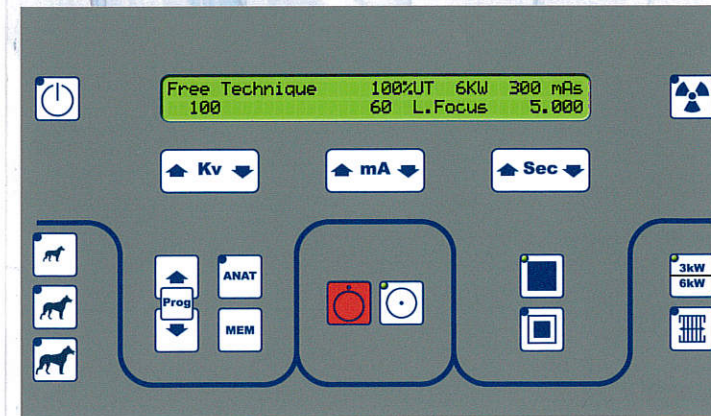 Free Technique 100%UT 6KW 300 mAs
100 60 L.Focus 5.000
Kv
mA
Sec
ANAT
Prog
MEM
3kW
6kW